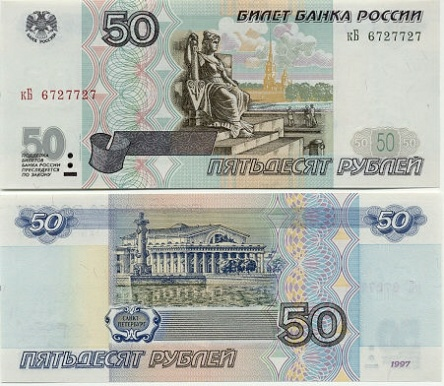 50
БИЛЕТ БАНКА РОССИИ
кБ 6727727
кБ 6727727
50
ПОДДЕЛКА
БИЛЕТОВ
БАНКА РОССИИ
ПРЕСЛЕДУЕТСЯ
ПО ЗАКОНУ
50
ПЯТЬДЕСЯТ РУБЛЕЙ
50
50
САНКТ
ПЕТЕРБУРГ
50
ПЯТЬДЕСЯТ РУБЛЕЙ
1997